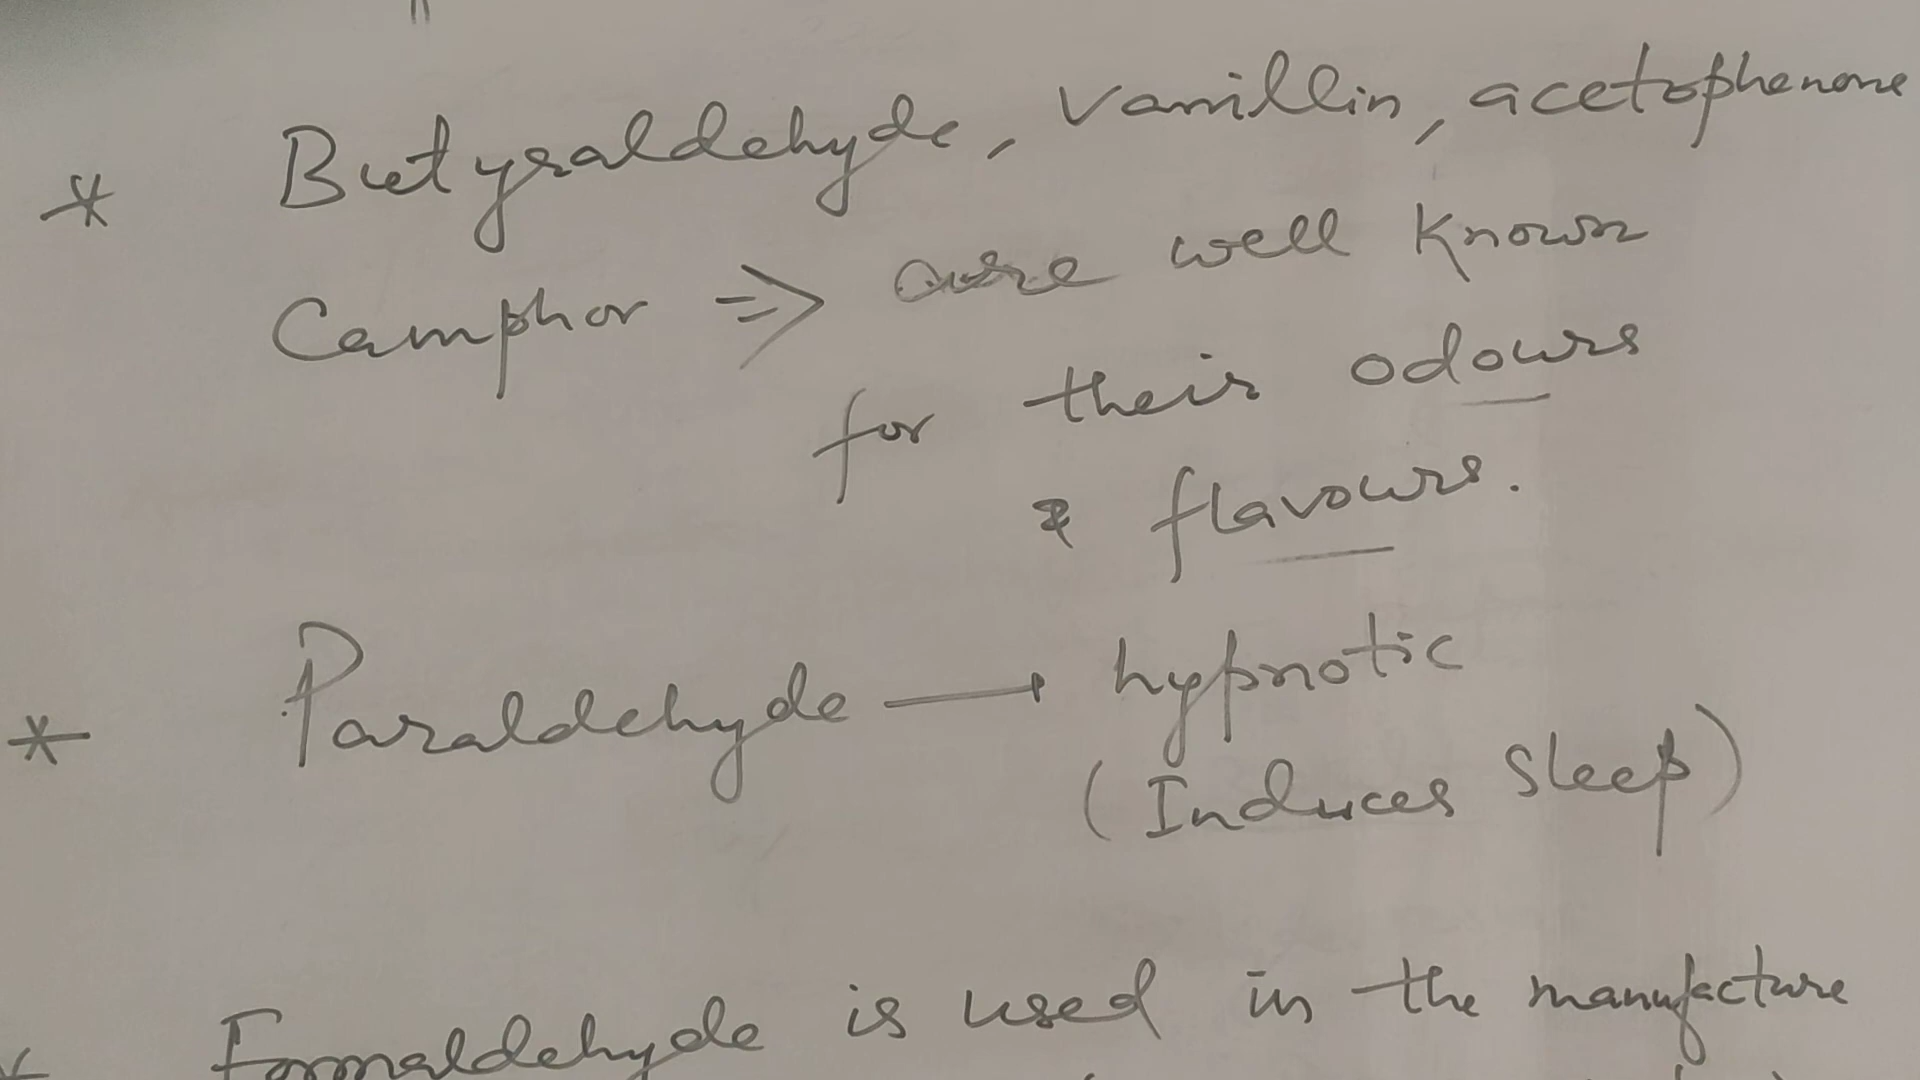 * Butyraldehyde, Vanillin, acetophenone
Camphor ⇒ are well known
for their odours
& flavours.
* Paraldehyde → hypnotic
(Induces sleep)
* Formaldehyde is used in the manufacture